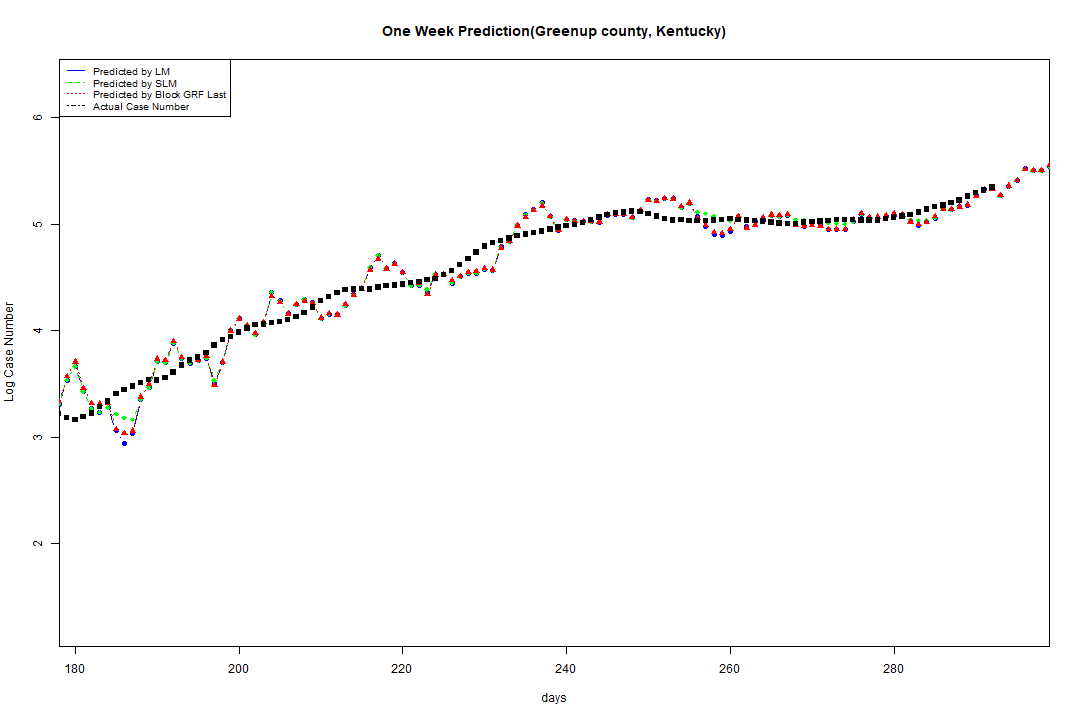 One Week Prediction(Greenup county, Kentucky)
Predicted by LM
Predicted by SLM
Predicted by Block GRF Last
Actual Case Number
6
5
4
3
2
Log Case Number
180 200 220 240 260 280
days